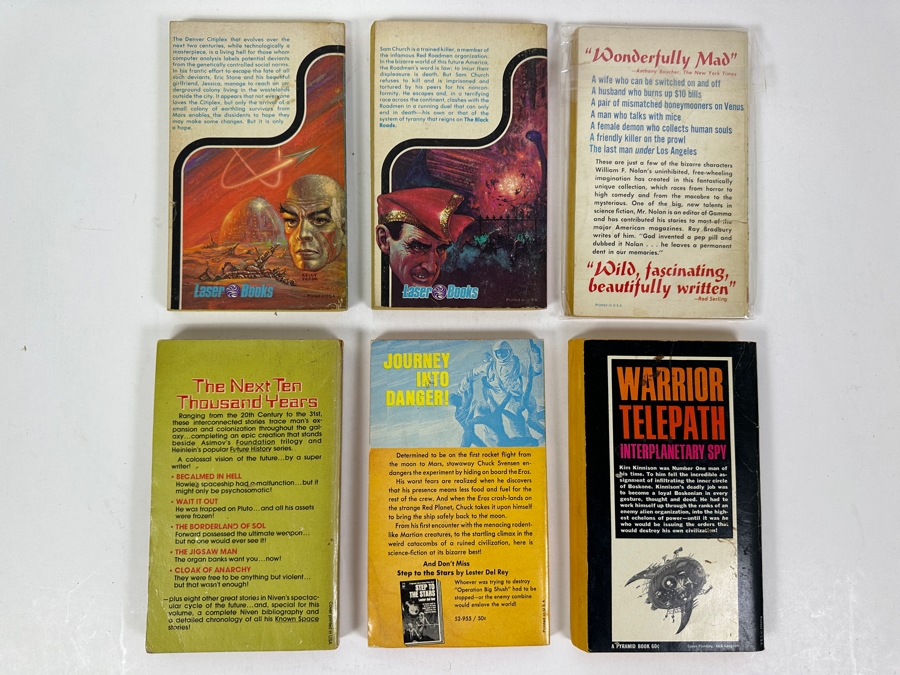 The Denver Citiplex that evolves over the
next two centuries, while technologically a
masterpiece, is a living hell for those whom
computer analysis labels potential deviants
from the genetically controlled social norms.
In his frantic effort to escape the fate of all
such deviants, Eric Stone and his beautiful
girlfriend, Jessica, manage to reach an un-
derground colony living in the wastelands
outside the city. It appears that not everyone
loves the Citiplex, but only the arrival of a
small colony of earthling survivors from
Mars enables the dissidents to hope they
may make some changes. But it is only
a hope.
Laser Books
Printed in U.S.A.
Sam Church is a trained killer, a member of
the infamous Red Roadmen organization.
In the bizarre world of this future America,
the Roadmen's word is law; to incur their
displeasure is death. But Sam Church
refuses to kill and is imprisoned and
tortured by his peers for his noncon-
formity. He escapes and, in a terrifying
race across the continent, clashes with the
Roadmen in a running duel that can only
end in death—his own or that of the
system of tyranny that reigns on The Black
Roads.
Laser Books
Printed in U.S.A.
"Wonderfully Mad"
—Anthony Boucher, The New York Times
A wife who can be switched on and off
A husband who burns up $10 bills
A pair of mismatched honeymooners on Venus
A man who talks with mice
A female demon who collects human souls
A friendly killer on the prowl
The last man under Los Angeles
These are just a few of the bizarre characters
William F. Nolan's uninhibited, free-wheeling
imagination has created in this fantastically
unique collection, which races from horror to
high comedy and from the macabre to the
mysterious. One of the big, new talents in
science fiction, Mr. Nolan is an editor of Gamma
and has contributed his stories to most of the
major American magazines. Ray Bradbury
writes of him. "God invented a pep pill and
dubbed it Nolan . . . he leaves a permanent
dent in our memories."
"Wild, fascinating,
beautifully written"
—Rod Serling
Printed in U.S.A.
The Next Ten
Thousand Years
Ranging from the 20th Century to the 31st,
these interconnected stories trace man's ex-
pansion and colonization throughout the gal-
axy...completing an epic creation that stands
beside Asimov's Foundation trilogy and
Heinlein's popular Future History series.
A colossal vision of the future...by a super
writer!
• BECALMED IN HELL
Howie's spaceship had a malfunction...but it
might only be psychosomatic!
• WAIT IT OUT
He was trapped on Pluto...and all his assets
were frozen!
• THE BORDERLAND OF SOL
Forward possessed the ultimate weapon...
but no one would ever see it!
• THE JIGSAW MAN
The organ banks want you...now!
• CLOAK OF ANARCHY
They were free to be anything but violent...
but that wasn't enough!
—plus eight other great stories in Niven's spectac-
ular cycle of the future...and, special for this
volume, a complete Niven bibliography and
a detailed chronology of all his Known Space
stories!
JOURNEY
INTO
DANGER!
Determined to be on the first rocket flight from
the moon to Mars, stowaway Chuck Svensen en-
dangers the experiment by hiding on board the Eros.
His worst fears are realized when he discovers
that his presence means less food and fuel for the
rest of the crew. And when the Eros crash-lands on
the strange Red Planet, Chuck takes it upon himself
to bring the ship safely back to the moon.
From his first encounter with the menacing rodent-
like Martian creatures, to the startling climax in the
weird catacombs of a ruined civilization, here is
science-fiction at its bizarre best!
And Don't Miss
Step to the Stars by Lester Del Rey
STEP TO
THE STARS
Whoever was trying to destroy
"Operation Big Shush" had to be
stopped—or the enemy combine
would enslave the world!
52-955 / 50¢
WARRIOR
TELEPATH
INTERPLANETARY SPY
Kim Kinnison was Number One man of
his time. To him fell the incredible as-
signment of infiltrating the inner circle
of Boskone. Kinnison's deadly job was
to become a loyal Boskonian in every
gesture, thought and deed. He had to
work himself up through the ranks of an
enemy alien organization, into the high-
est echelons of power—until it was he
who would be issuing the orders that
would destroy his own civilization!
A PYRAMID BOOK 60¢